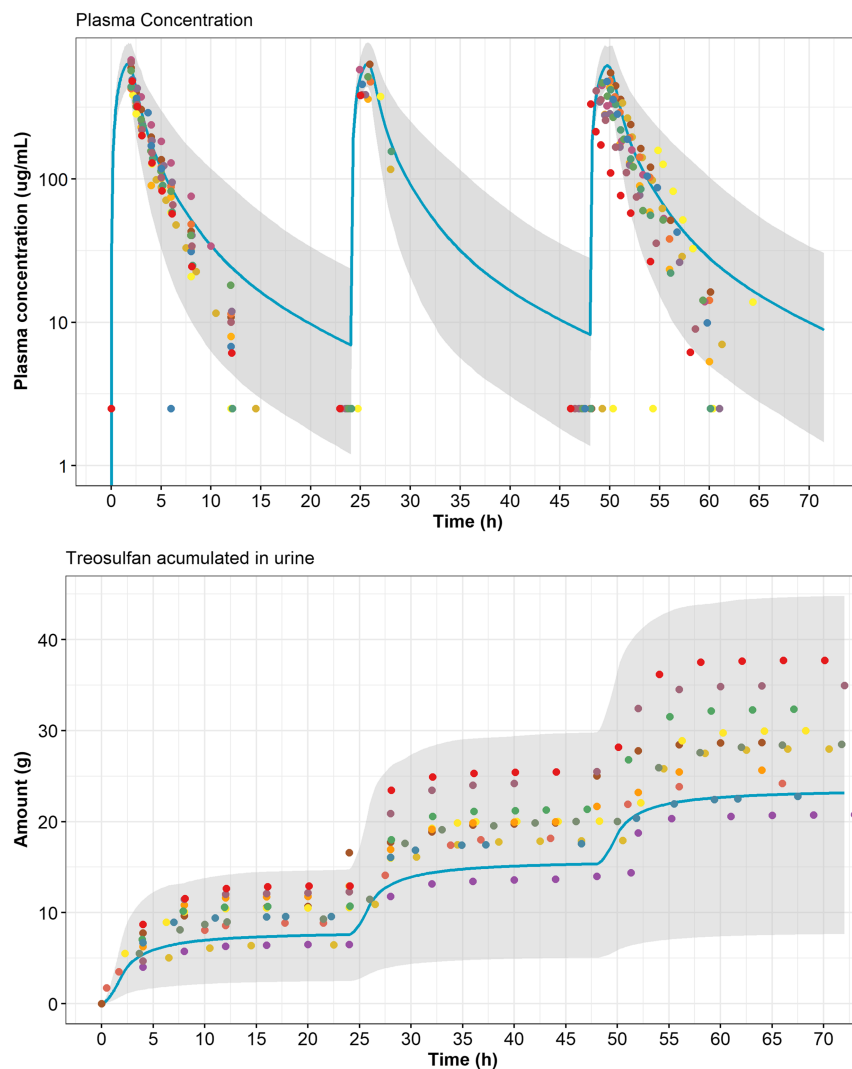 Plasma Concentration
Plasma concentration (ug/mL)
100
10
1
0 5 10 15 20 25 30 35 40 45 50 55 60 65 70
Time (h)
Treosulfan acumulated in urine
Amount (g)
40
30
20
10
0
0 5 10 15 20 25 30 35 40 45 50 55 60 65 70
Time (h)